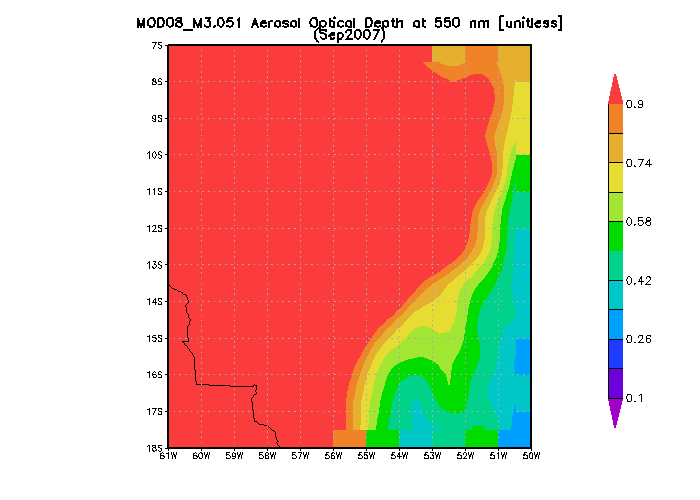 MOD08_M3.051 Aerosol Optical Depth at 550 nm [unitless]
(Sep2007)
7S
8S
9S
10S
11S
12S
13S
14S
15S
16S
17S
18S
61W 60W 59W 58W 57W 56W 55W 54W 53W 52W 51W 50W
0.9
0.74
0.58
0.42
0.26
0.1